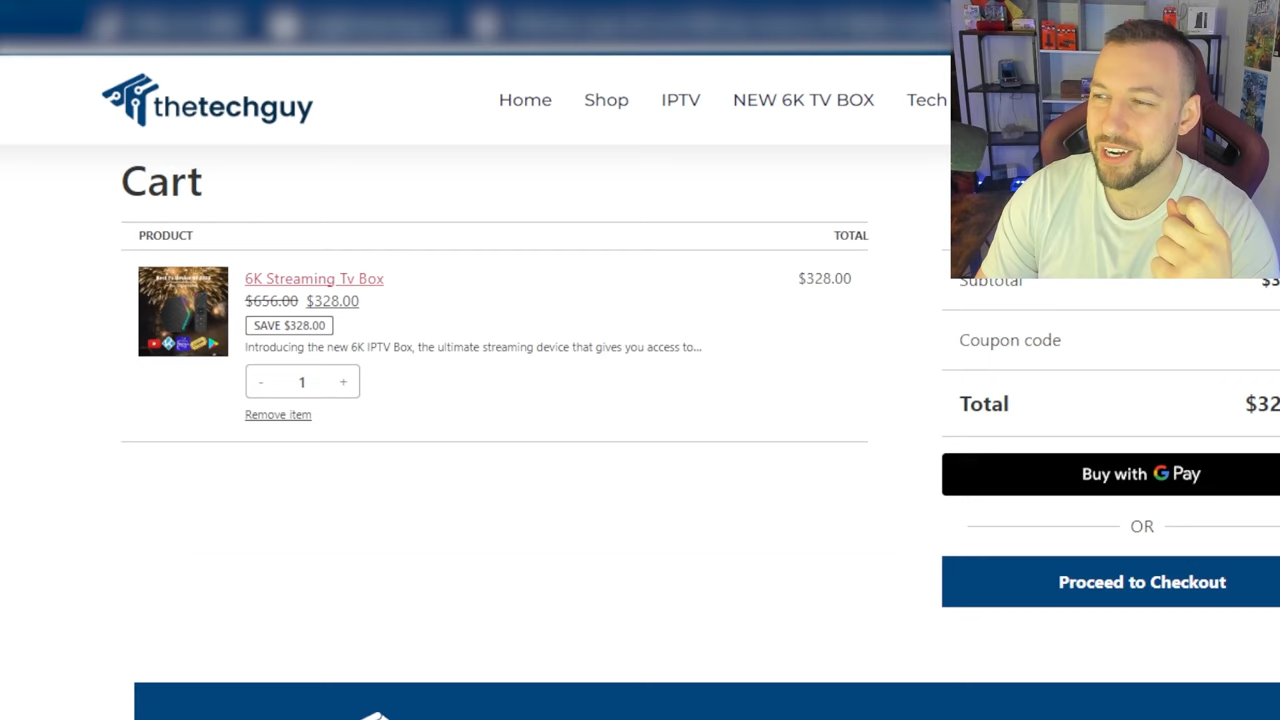 thetechguy
Home Shop IPTV NEW 6K TV BOX Tech
Cart
PRODUCT TOTAL
6K Streaming Tv Box $328.00
$656.00 $328.00
SAVE $328.00
Introducing the new 6K IPTV Box, the ultimate streaming device that gives you access to...
- 1 +
Remove item
Subtotal $3
Coupon code
Total $32
Buy with G Pay
OR
Proceed to Checkout